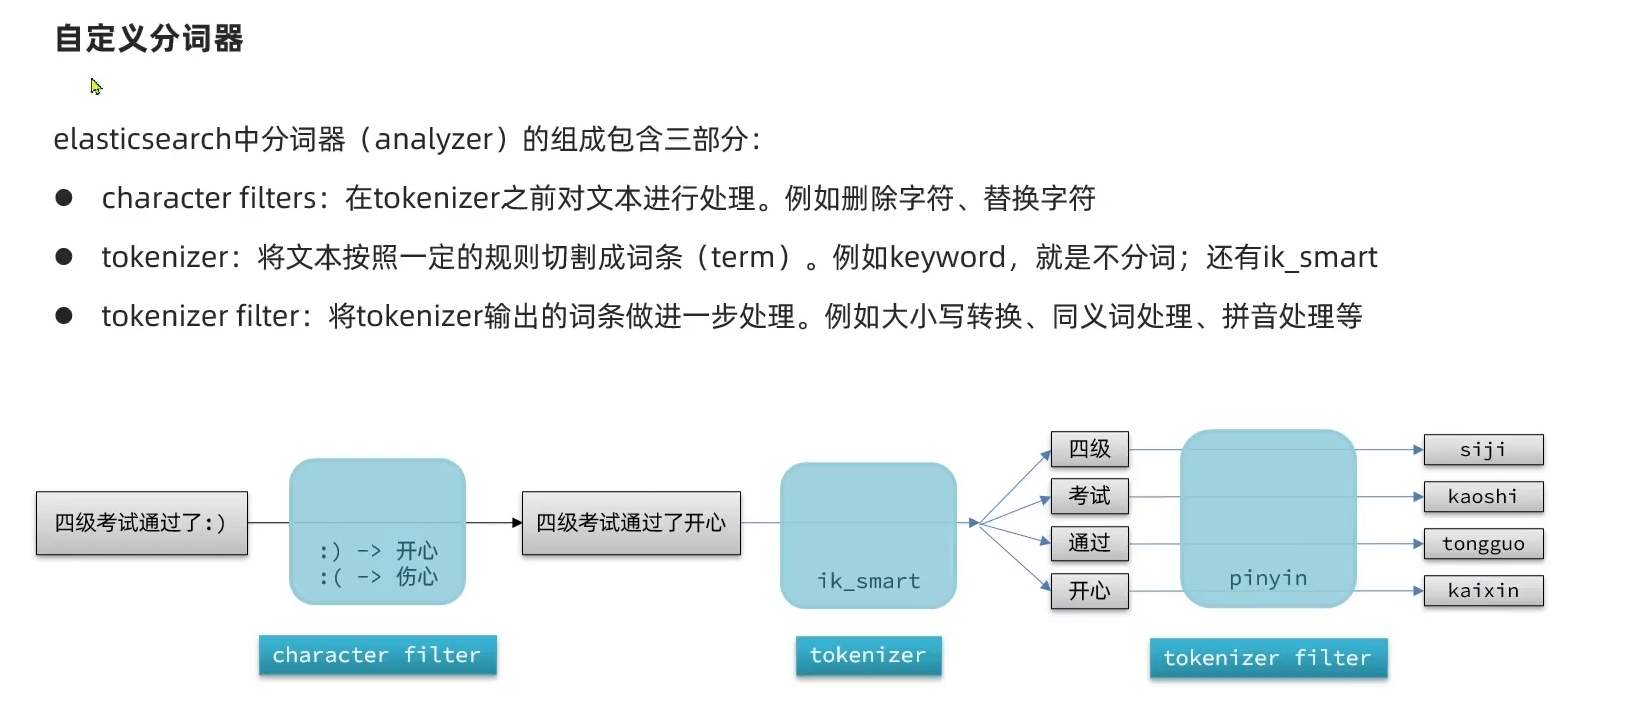 自定义分词器
elasticsearch中分词器（analyzer）的组成包含三部分：
● character filters：在tokenizer之前对文本进行处理。例如删除字符、替换字符
● tokenizer：将文本按照一定的规则切割成词条（term）。例如keyword，就是不分词；还有ik_smart
● tokenizer filter：将tokenizer输出的词条做进一步处理。例如大小写转换、同义词处理、拼音处理等
四级考试通过了:)
:) -> 开心
:( -> 伤心
character filter
四级考试通过了开心
ik_smart
tokenizer
四级
考试
通过
开心
pinyin
tokenizer filter
siji
kaoshi
tongguo
kaixin